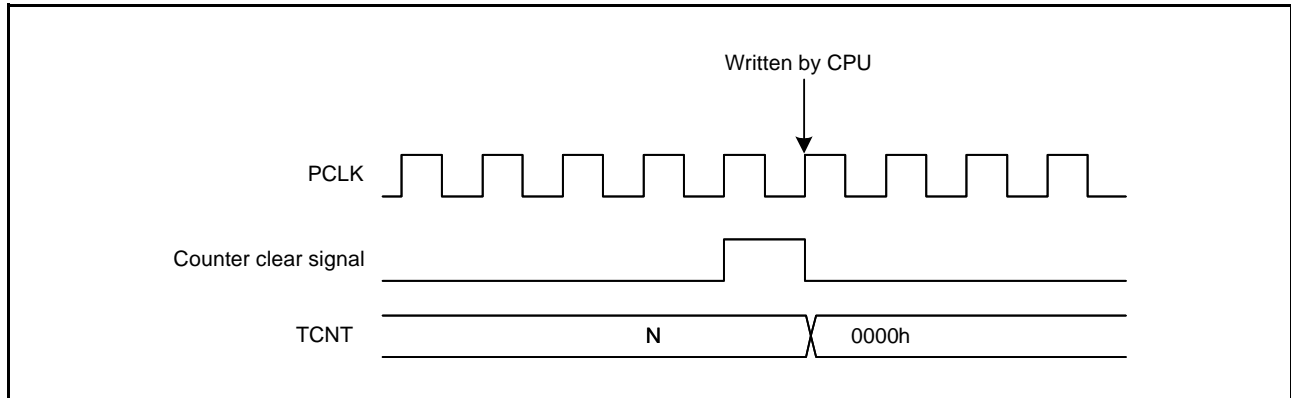 Written by CPU
PCLK
Counter clear signal
TCNT N 0000h